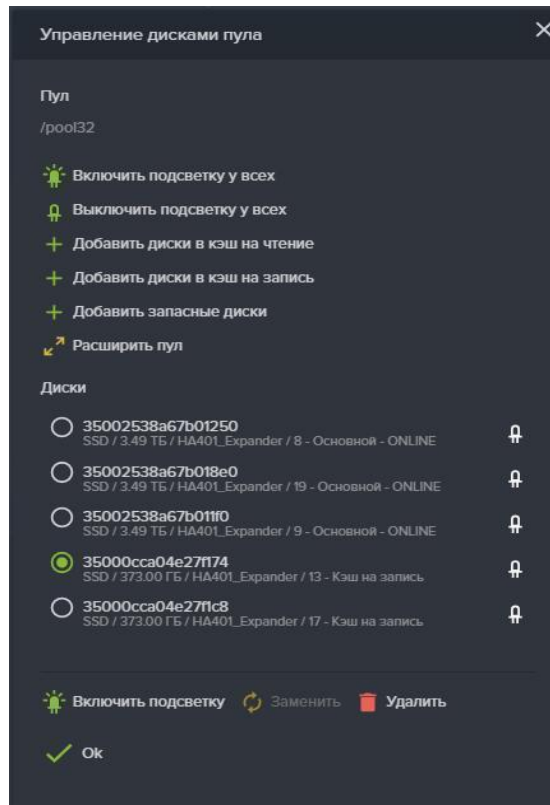 Управление дисками пула
Пул
/pool32
Включить подсветку у всех
Выключить подсветку у всех
Добавить диски в кэш на чтение
Добавить диски в кэш на запись
Добавить запасные диски
Расширить пул
Диски
35002538a67b01250
SSD / 3.49 ТБ / HA401_Expander / 8 - Основной - ONLINE
35002538a67b018e0
SSD / 3.49 ТБ / HA401_Expander / 19 - Основной - ONLINE
35002538a67b011f0
SSD / 3.49 ТБ / HA401_Expander / 9 - Основной - ONLINE
35000cca04e27f174
SSD / 373.00 ГБ / HA401_Expander / 13 - Кэш на запись
35000cca04e27f1c8
SSD / 373.00 ГБ / HA401_Expander / 17 - Кэш на запись
Включить подсветку Заменить Удалить
Ok